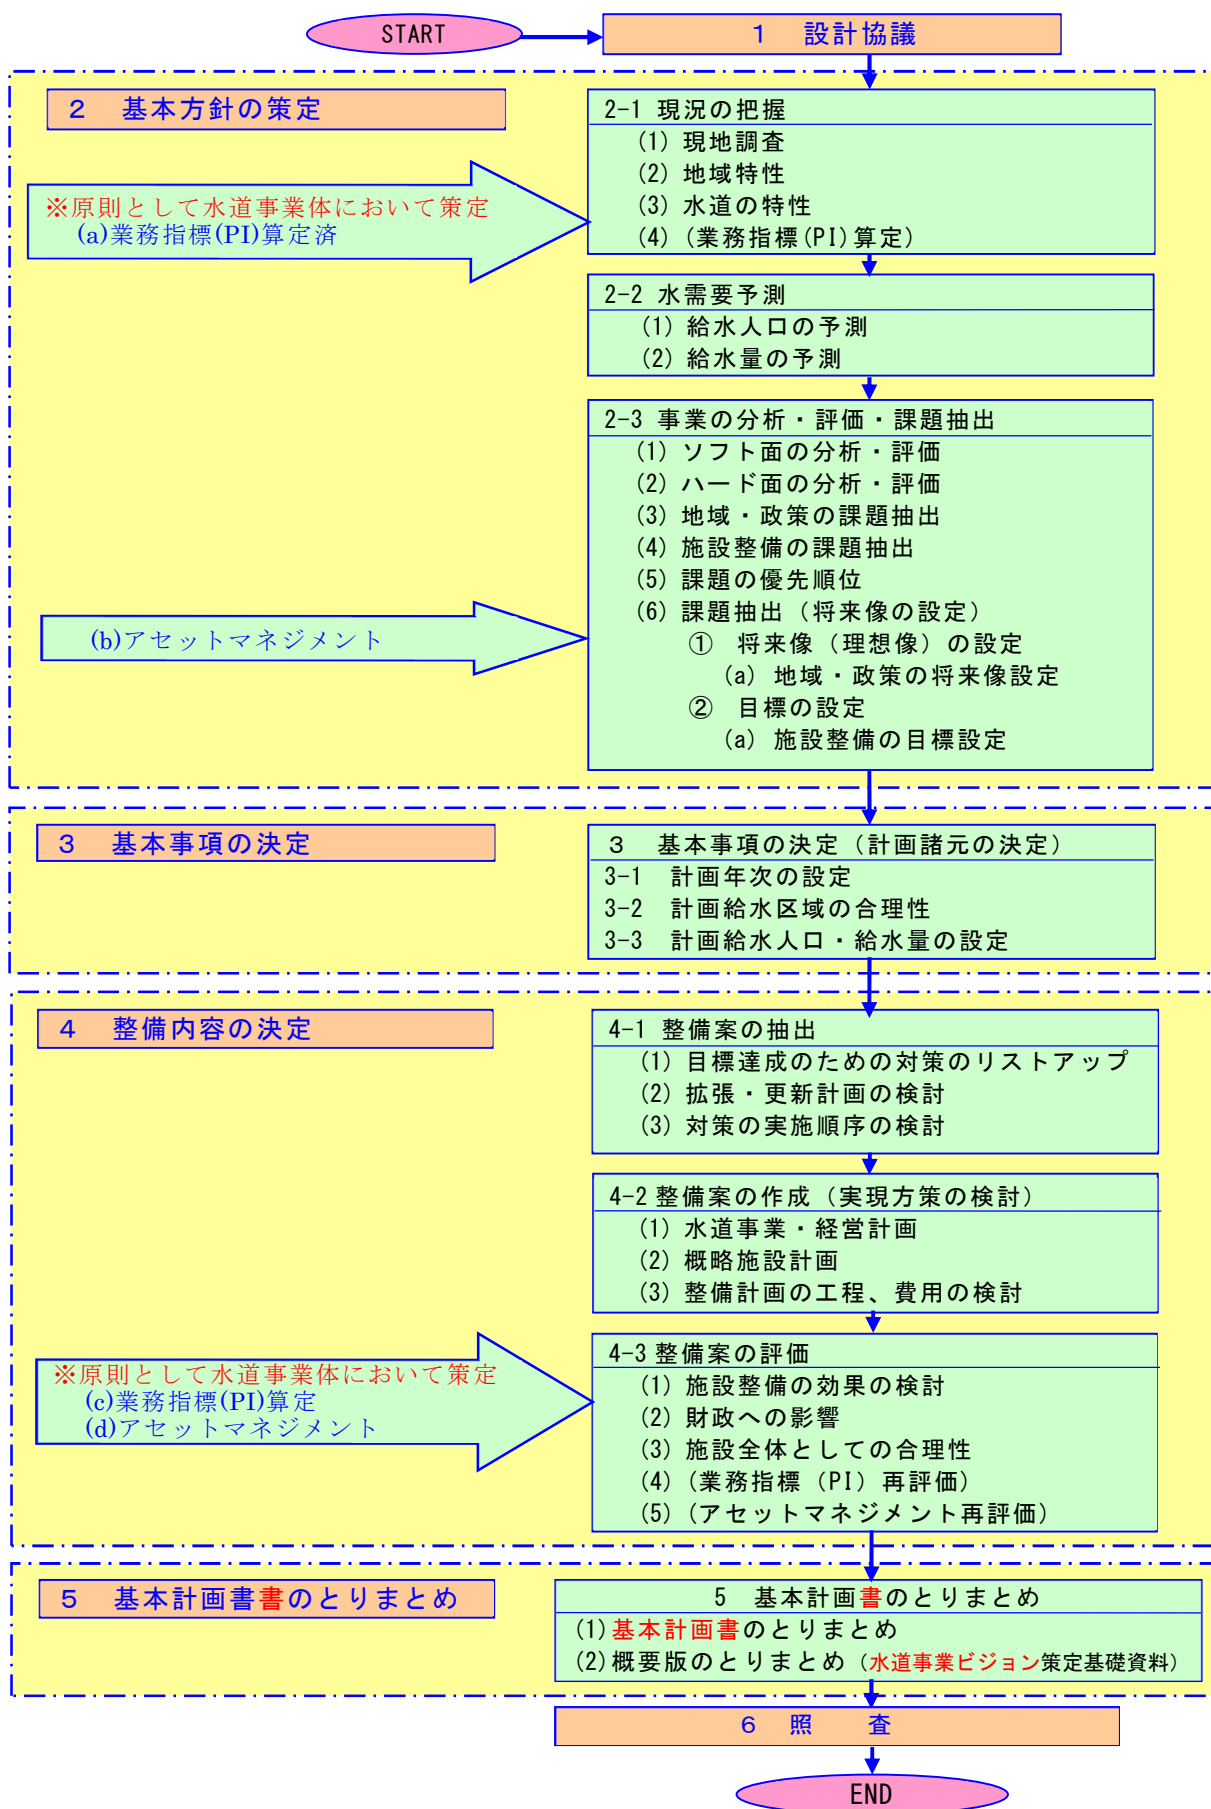 START
1 設計協議
2 基本方針の策定
2-1 現況の把握
(1) 現地調査
(2) 地域特性
(3) 水道の特性
(4) (業務指標(PI)算定)
※原則として水道事業体において策定
(a)業務指標(PI)算定済
2-2 水需要予測
(1) 給水人口の予測
(2) 給水量の予測
2-3 事業の分析・評価・課題抽出
(1) ソフト面の分析・評価
(2) ハード面の分析・評価
(3) 地域・政策の課題抽出
(4) 施設整備の課題抽出
(5) 課題の優先順位
(6) 課題抽出（将来像の設定）
① 将来像（理想像）の設定
(a) 地域・政策の将来像設定
② 目標の設定
(a) 施設整備の目標設定
(b)アセットマネジメント
3 基本事項の決定
3 基本事項の決定（計画諸元の決定）
3-1 計画年次の設定
3-2 計画給水区域の合理性
3-3 計画給水人口・給水量の設定
4 整備内容の決定
4-1 整備案の抽出
(1) 目標達成のための対策のリストアップ
(2) 拡張・更新計画の検討
(3) 対策の実施順序の検討
4-2 整備案の作成（実現方策の検討）
(1) 水道事業・経営計画
(2) 概略施設計画
(3) 整備計画の工程、費用の検討
4-3 整備案の評価
(1) 施設整備の効果の検討
(2) 財政への影響
(3) 施設全体としての合理性
(4) (業務指標（PI）再評価)
(5) (アセットマネジメント再評価)
※原則として水道事業体において策定
(c)業務指標(PI)算定
(d)アセットマネジメント
5 基本計画書書のとりまとめ
5 基本計画書のとりまとめ
(1)基本計画書のとりまとめ
(2)概要版のとりまとめ（水道事業ビジョン策定基礎資料）
6 照 査
END